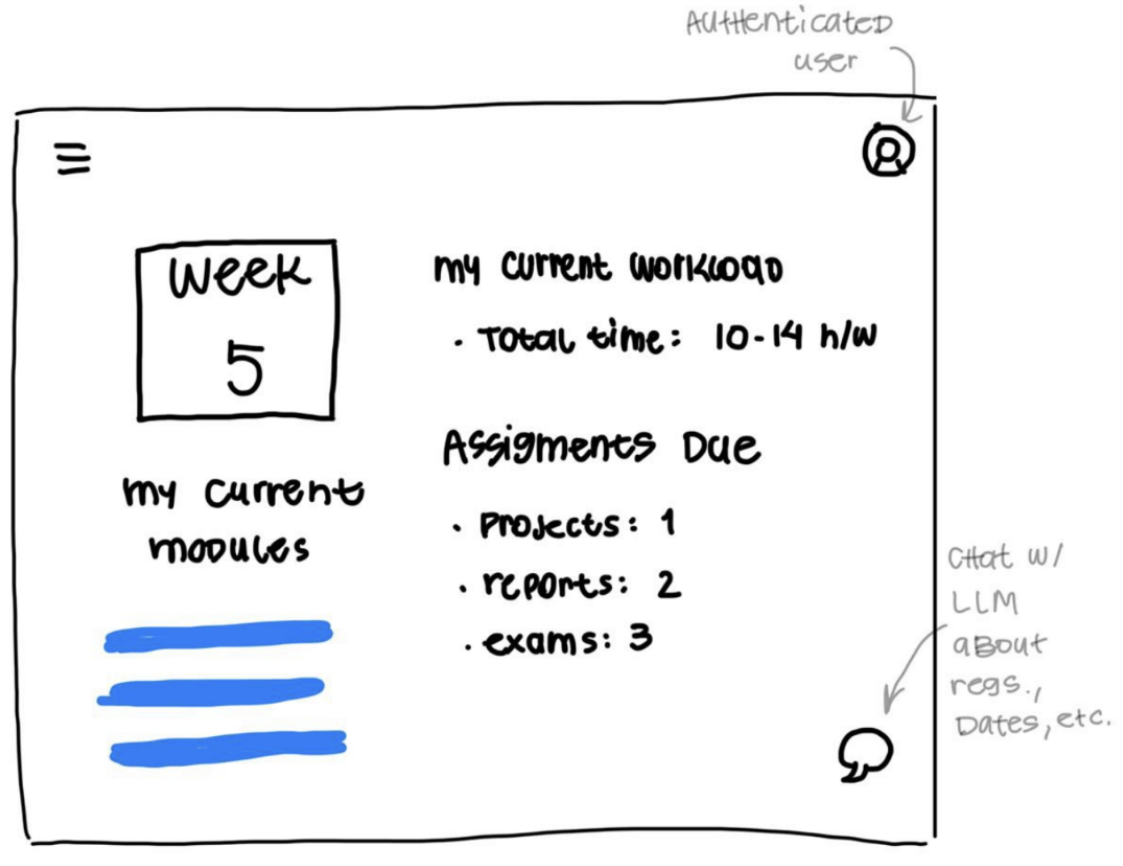 Authenticated
user
Week
5
my current
modules
my current workload
• Total time: 10-14 h/w
Assigments Due
• Projects: 1
• reports: 2
• exams: 3
Chat w/
LLM
about
regs.,
Dates, etc.